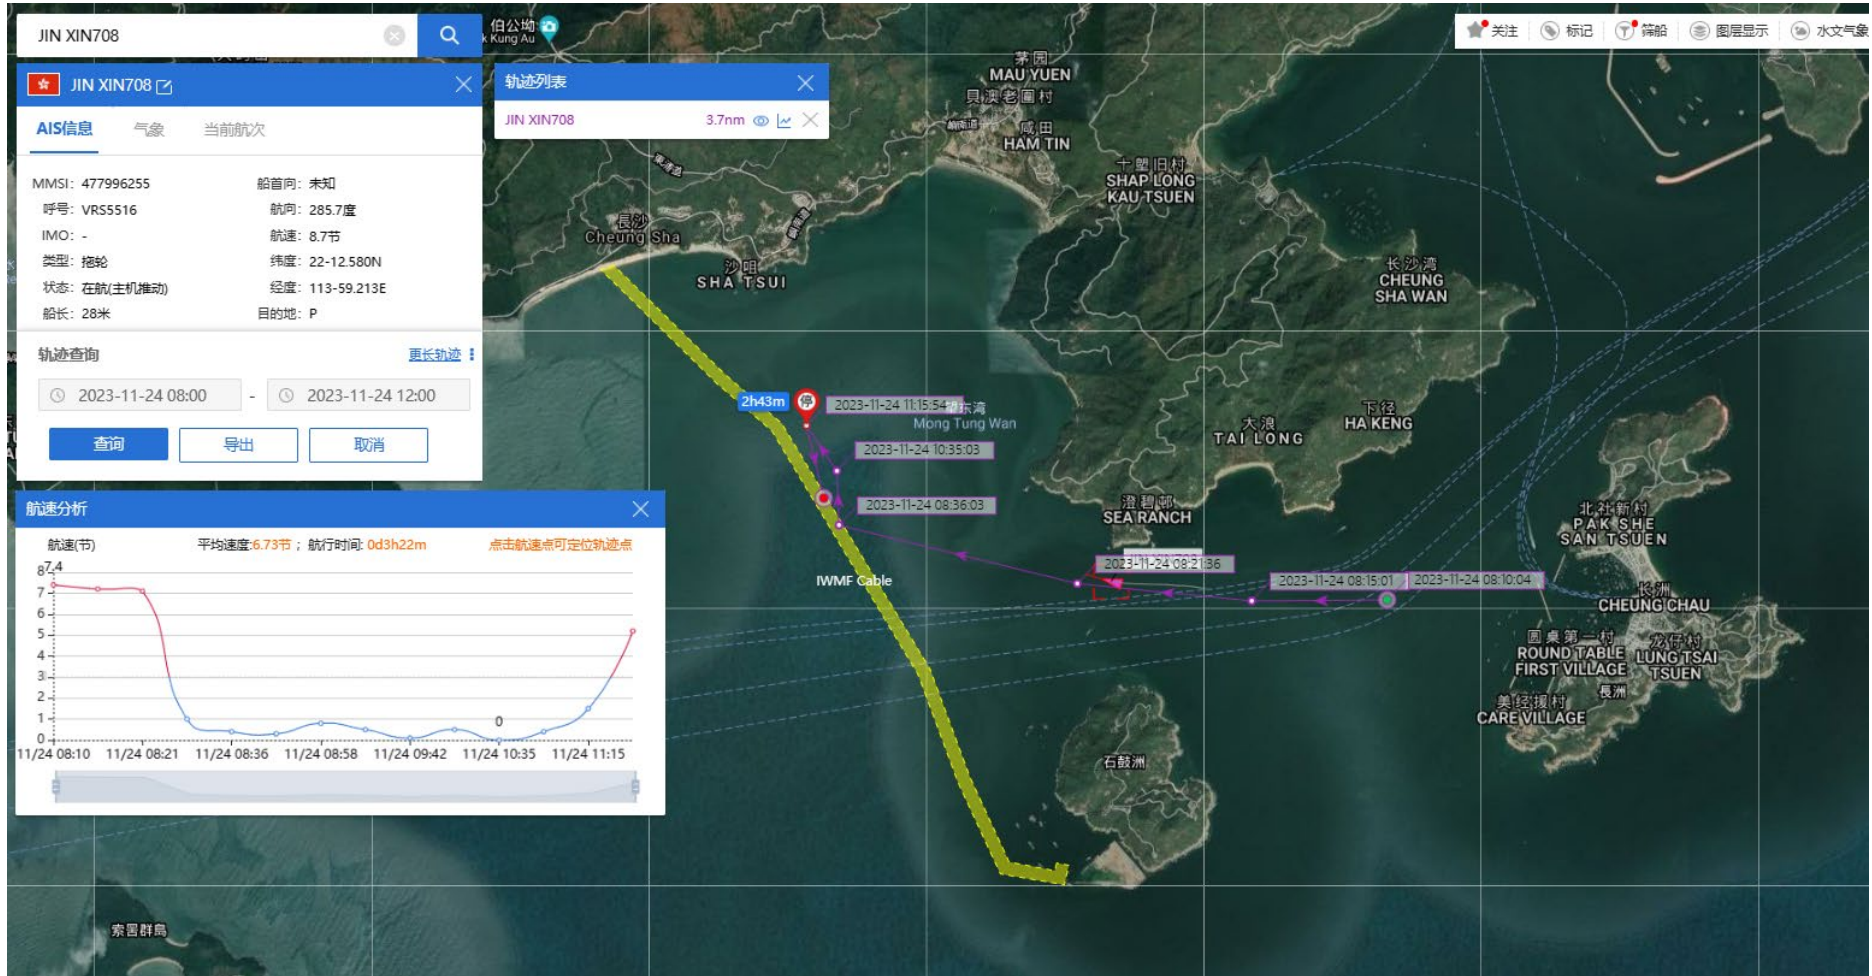 JIN XIN708
伯公坳
k Kung Au
关注
标记
筛船
图层显示
水文气象
JIN XIN708
AIS信息
气象
当前航次
MMSI: 477996255
船首向: 未知
呼号: VRS5516
航向: 285.7度
IMO: -
航速: 8.7节
类型: 拖轮
纬度: 22-12.580N
状态: 在航(主机推动)
经度: 113-59.213E
船长: 28米
目的地: P
轨迹查询
更长轨迹
2023-11-24 08:00
-
2023-11-24 12:00
查询
导出
取消
轨迹列表
JIN XIN708
3.7nm
航速分析
航速(节)
平均速度:6.73节 ; 航行时间: 0d3h22m
点击航速点可定位轨迹点
8
7.4
7
6
5
4
3
2
1
0
0
11/24 08:10
11/24 08:21
11/24 08:36
11/24 08:58
11/24 09:42
11/24 10:35
11/24 11:15
茅园
MAU YUEN
貝澳老圍村
咸田
HAM TIN
十塱旧村
SHAP LONG
KAU TSUEN
長沙
Cheung Sha
沙咀
SHA TSUI
长沙湾
CHEUNG
SHA WAN
2h43m
停
2023-11-24 11:15:54
东湾
Mong Tung Wan
2023-11-24 10:35:03
2023-11-24 08:36:03
大浪
TAI LONG
下径
HA KENG
澄碧邨
SEA RANCH
北社新村
PAK SHE
SAN TSUEN
IWMF Cable
2023-11-24 08:21:36
2023-11-24 08:15:01
2023-11-24 08:10:04
长洲
CHEUNG CHAU
圆桌第一村
ROUND TABLE
FIRST VILLAGE
龙仔村
LUNG TSAI
TSUEN
長洲
美经援村
CARE VILLAGE
石鼓洲
索罟群島